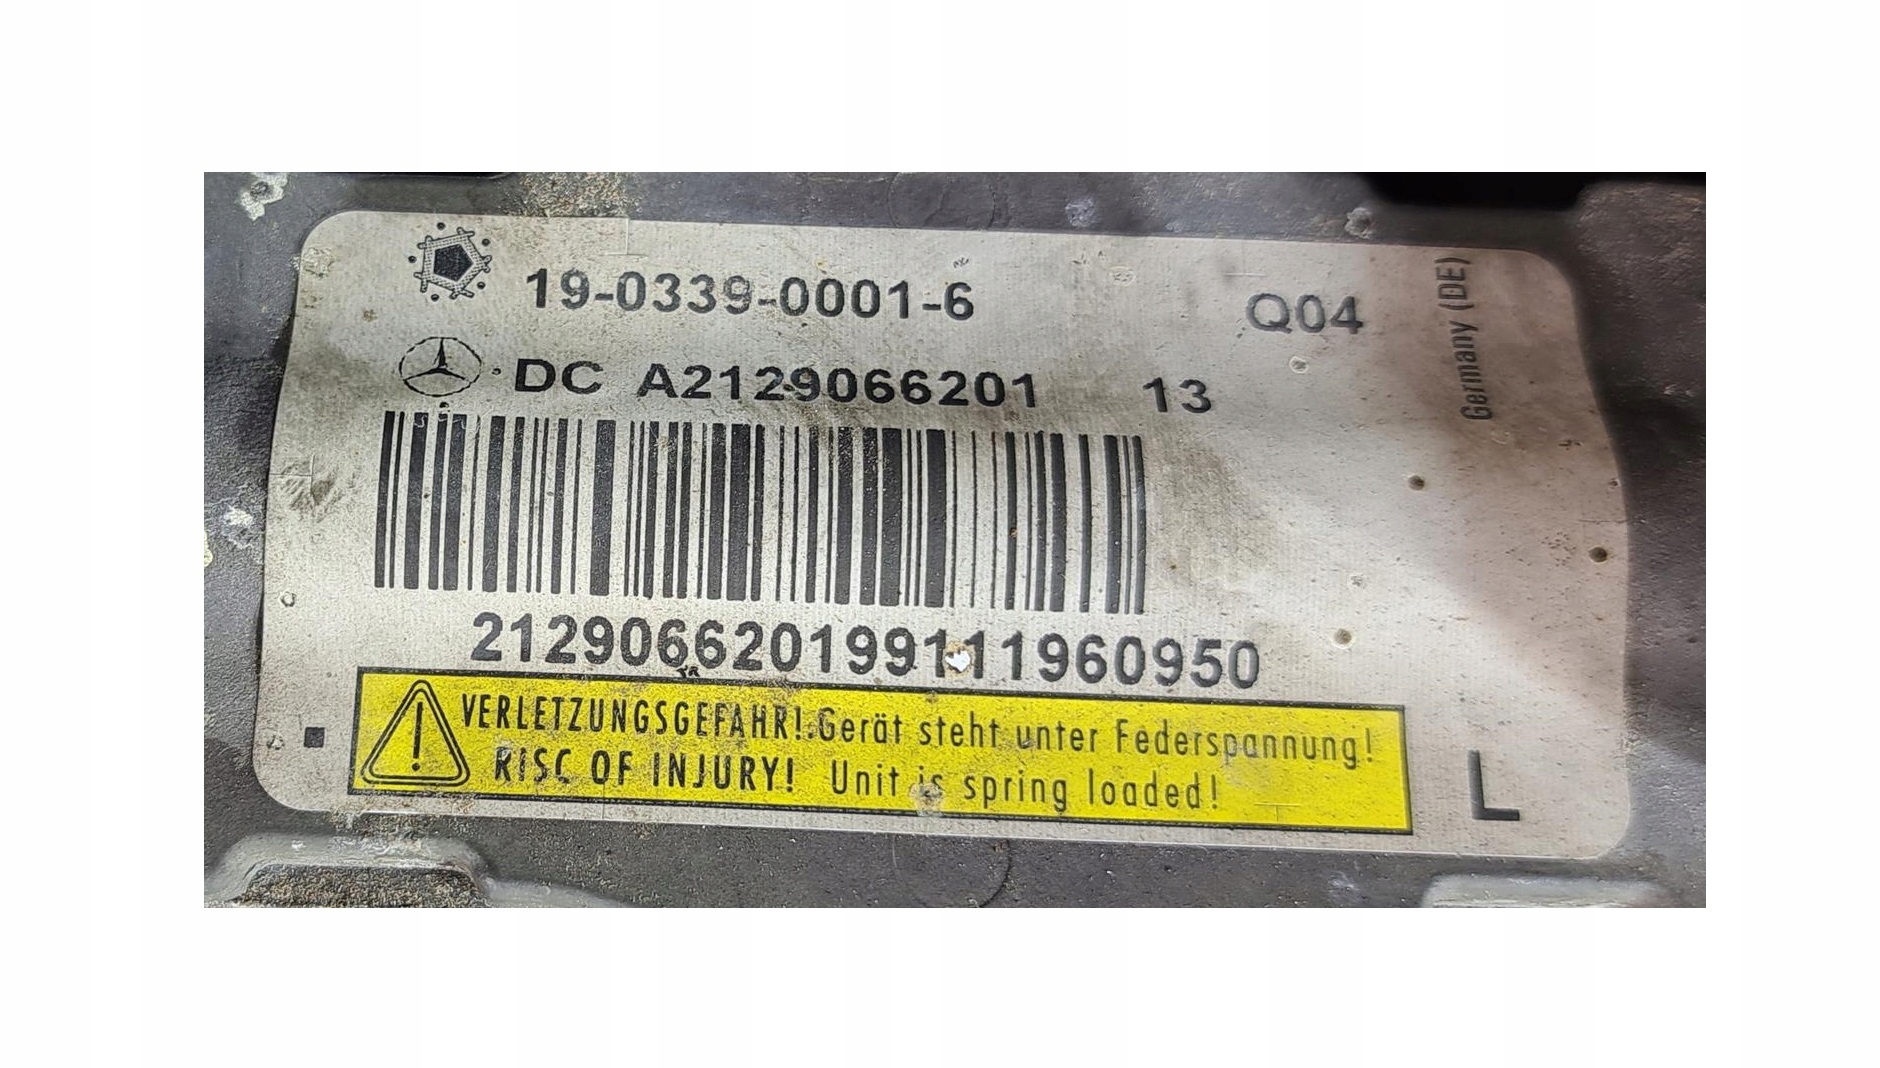 19-0339-0001-6 Q04
DC A2129066201 13
Germany (DE)
212906620199111960950
VERLETZUNGSGEFAHR! Gerät steht unter Federspannung!
RISC OF INJURY! Unit is spring loaded!
L